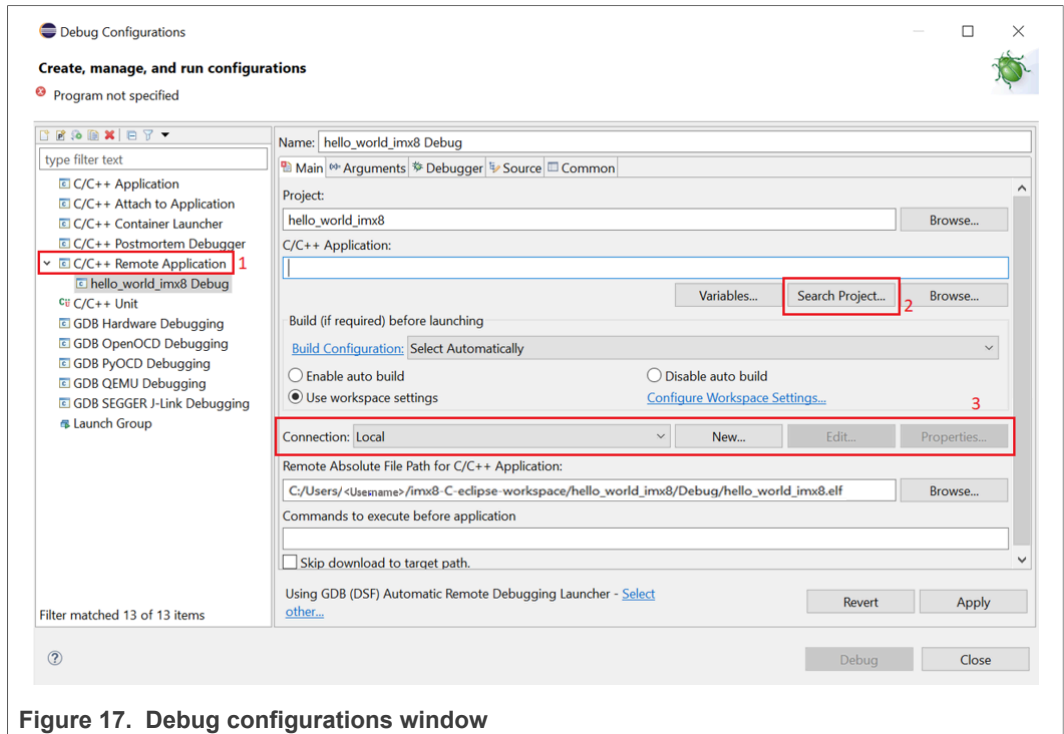 Debug Configurations
Create, manage, and run configurations
Program not specified
type filter text
C/C++ Application
C/C++ Attach to Application
C/C++ Container Launcher
C/C++ Postmortem Debugger
C/C++ Remote Application 1
hello_world_imx8 Debug
C/C++ Unit
GDB Hardware Debugging
GDB OpenOCD Debugging
GDB PyOCD Debugging
GDB QEMU Debugging
GDB SEGGER J-Link Debugging
Launch Group
Filter matched 13 of 13 items
Name: hello_world_imx8 Debug
Main Arguments Debugger Source Common
Project:
hello_world_imx8 Browse...
C/C++ Application:
Variables... Search Project... 2 Browse...
Build (if required) before launching
Build Configuration: Select Automatically
Enable auto build Disable auto build
Use workspace settings Configure Workspace Settings...
3
Connection: Local New... Edit... Properties...
Remote Absolute File Path for C/C++ Application:
C:/Users/<Username>/imx8-C-eclipse-workspace/hello_world_imx8/Debug/hello_world_imx8.elf Browse...
Commands to execute before application
Skip download to target path.
Using GDB (DSF) Automatic Remote Debugging Launcher - Select
other...
Revert Apply
Debug Close
Figure 17. Debug configurations window